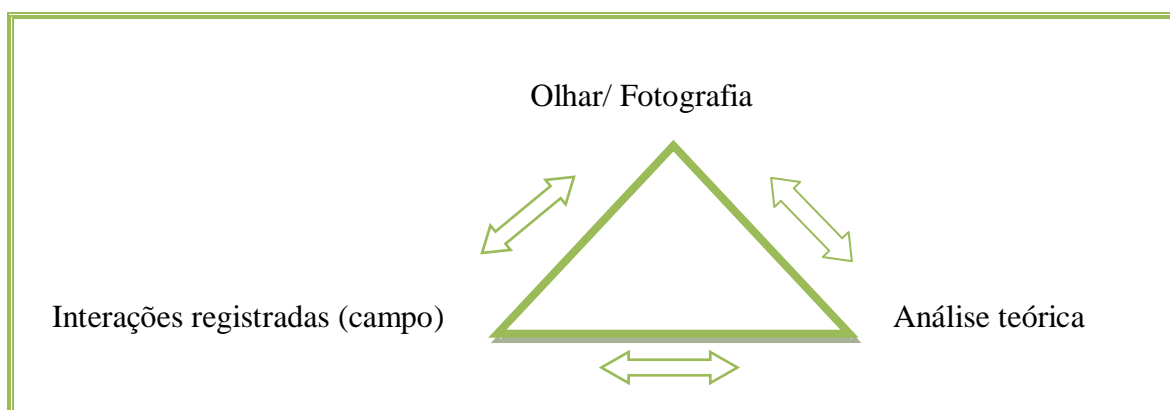 Olhar/ Fotografia
Interações registradas (campo)
Análise teórica